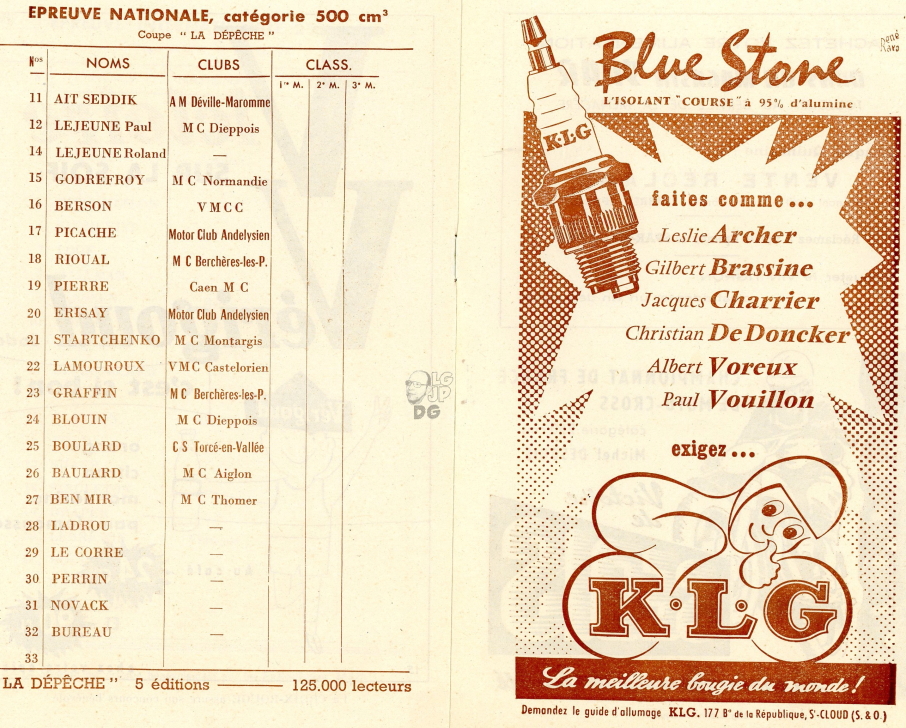 EPREUVE NATIONALE, catégorie 500 cm³
Coupe " LA DÉPÊCHE "
Nos NOMS CLUBS CLASS.
1re M. 2e M. 3e M.
11 AIT SEDDIK A M Déville-Maromme
12 LEJEUNE Paul M C Dieppois
14 LEJEUNE Roland —
15 GODREFROY M C Normandie
16 BERSON V M C C
17 PICACHE Motor Club Andelysien
18 RIOUAL M C Berchères-les-P.
19 PIERRE Caen M C
20 ERISAY Motor Club Andelysien
21 STARTCHENKO M C Montargis
22 LAMOUROUX VMC Castelorien
23 GRAFFIN M C Berchères-les-P.
24 BLOUIN M C Dieppois
25 BOULARD C S Torcé-en-Vallée
26 BAULARD M C Aiglon
27 BEN MIR M C Thomer
28 LADROU —
29 LE CORRE —
30 PERRIN —
31 NOVACK —
32 BUREAU —
33
LA DÉPÊCHE " 5 éditions ——— 125.000 lecteurs
LG
JP
DG
Blue Stone
René
Ravo
L'ISOLANT "COURSE" à 95% d'alumine
K·L·G
faites comme...
Leslie Archer
Gilbert Brassine
Jacques Charrier
Christian De Doncker
Albert Voreux
Paul Vouillon
exigez...
K·L·G
La meilleure bougie du monde !
Demandez le guide d'allumage KLG. 177 Bd de la République, St-CLOUD (S. & O.)